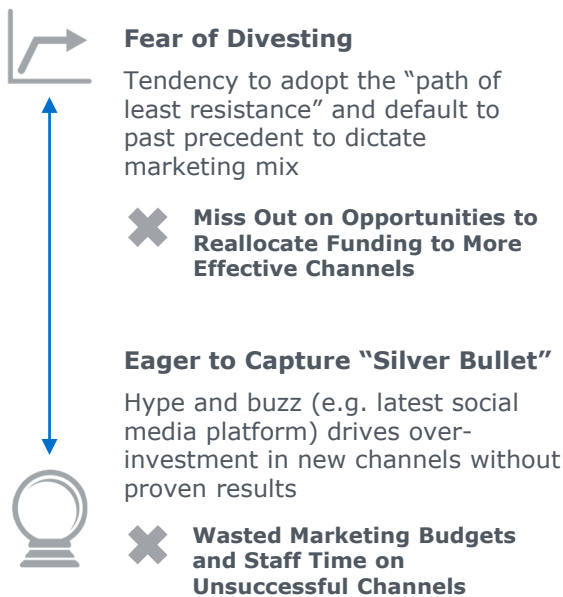 Fear of Divesting
Tendency to adopt the “path of
least resistance” and default to
past precedent to dictate
marketing mix
Miss Out on Opportunities to
Reallocate Funding to More
Effective Channels
Eager to Capture “Silver Bullet”
Hype and buzz (e.g. latest social
media platform) drives over-
investment in new channels without
proven results
Wasted Marketing Budgets
and Staff Time on
Unsuccessful Channels